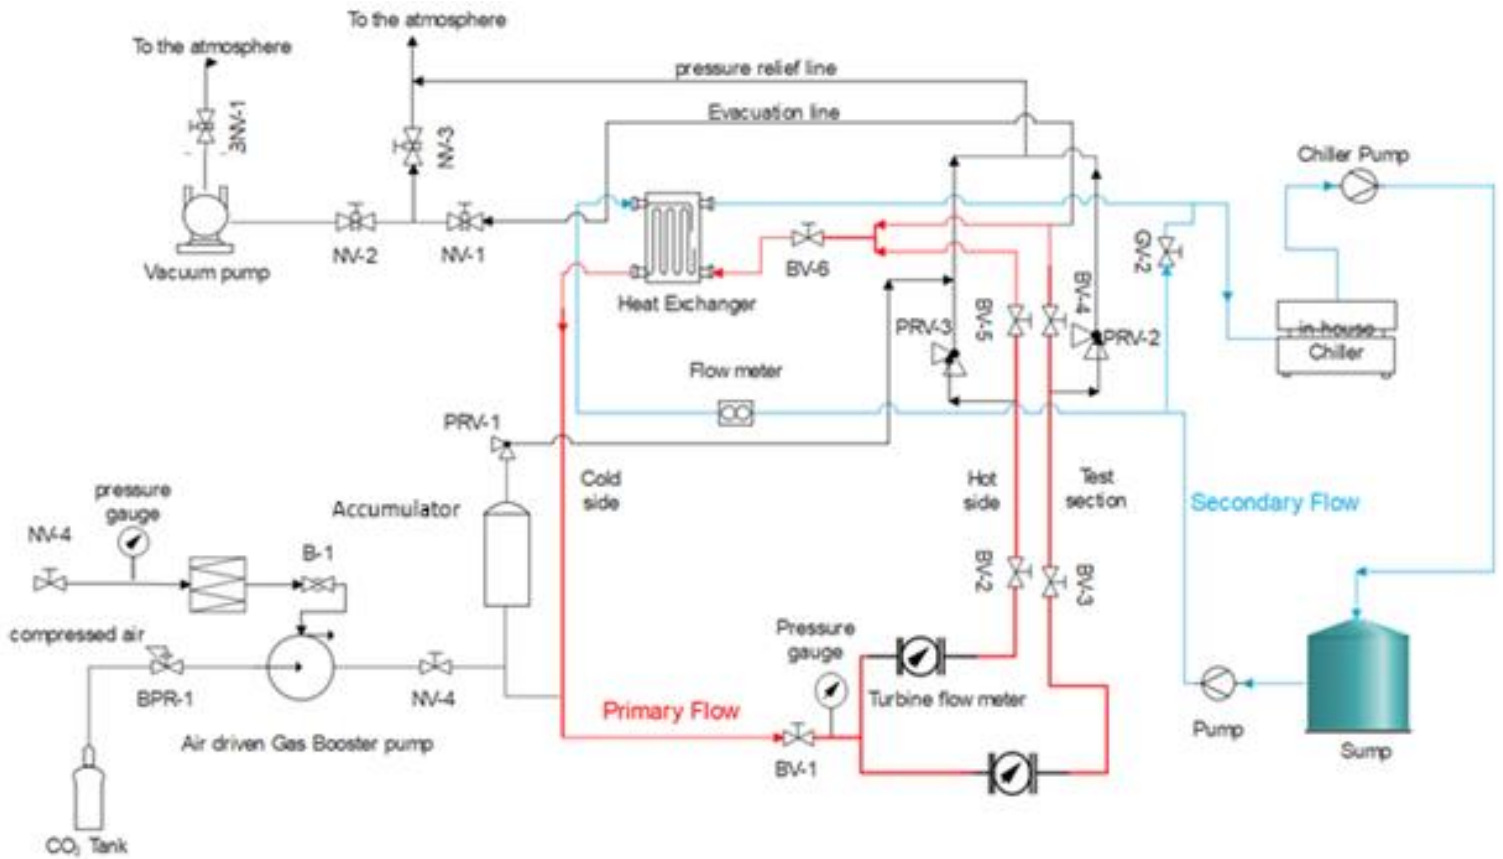 To the atmosphere
To the atmosphere
pressure relief line
Evacuation line
3NV-1
NV-3
Chiller Pump
NV-2
NV-1
Vacuum pump
BV-6
GV-2
Heat Exchanger
BV-5
BV-4
PRV-3
PRV-2
in-house
Chiller
Flow meter
PRV-1
Cold
side
Hot
side
Test
section
Secondary Flow
pressure
gauge
Accumulator
NV-4
B-1
BV-2
BV-3
compressed air
Pressure
gauge
BPR-1
NV-4
Primary Flow
Turbine flow meter
Air driven Gas Booster pump
Pump
Sump
BV-1
CO₂ Tank